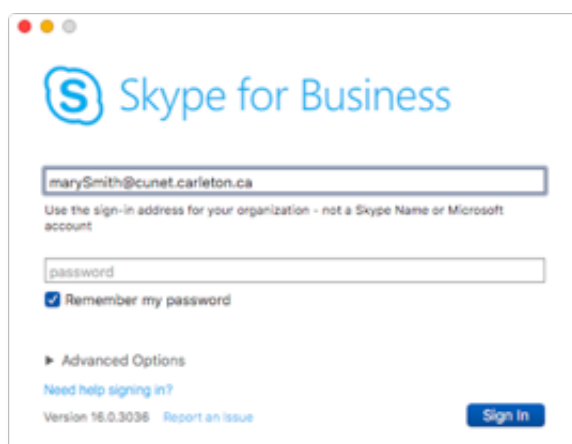 Skype for Business
marySmith@cunet.carleton.ca
Use the sign-in address for your organization - not a Skype Name or Microsoft
account
password
Remember my password
Advanced Options
Need help signing in?
Version 16.0.3036 Report an Issue
Sign In